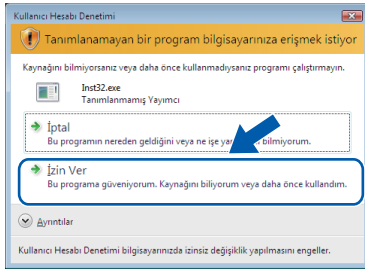 Kullanıcı Hesabı Denetimi
Tanımlanamayan bir program bilgisayarınıza erişmek istiyor
Kaynağını bilmiyorsanız veya daha önce kullanmadıysanız programı çalıştırmayın.
Inst32.exe
Tanımlanmamış Yayımcı
İptal
Bu programın nereden geldiğini veya ne işe bilmiyorum.
İzin Ver
Bu programa güveniyorum. Kaynağını biliyorum veya daha önce kullandım.
Ayrıntılar
Kullanıcı Hesabı Denetimi bilgisayarınızda izinsiz değişiklik yapılmasını engeller.